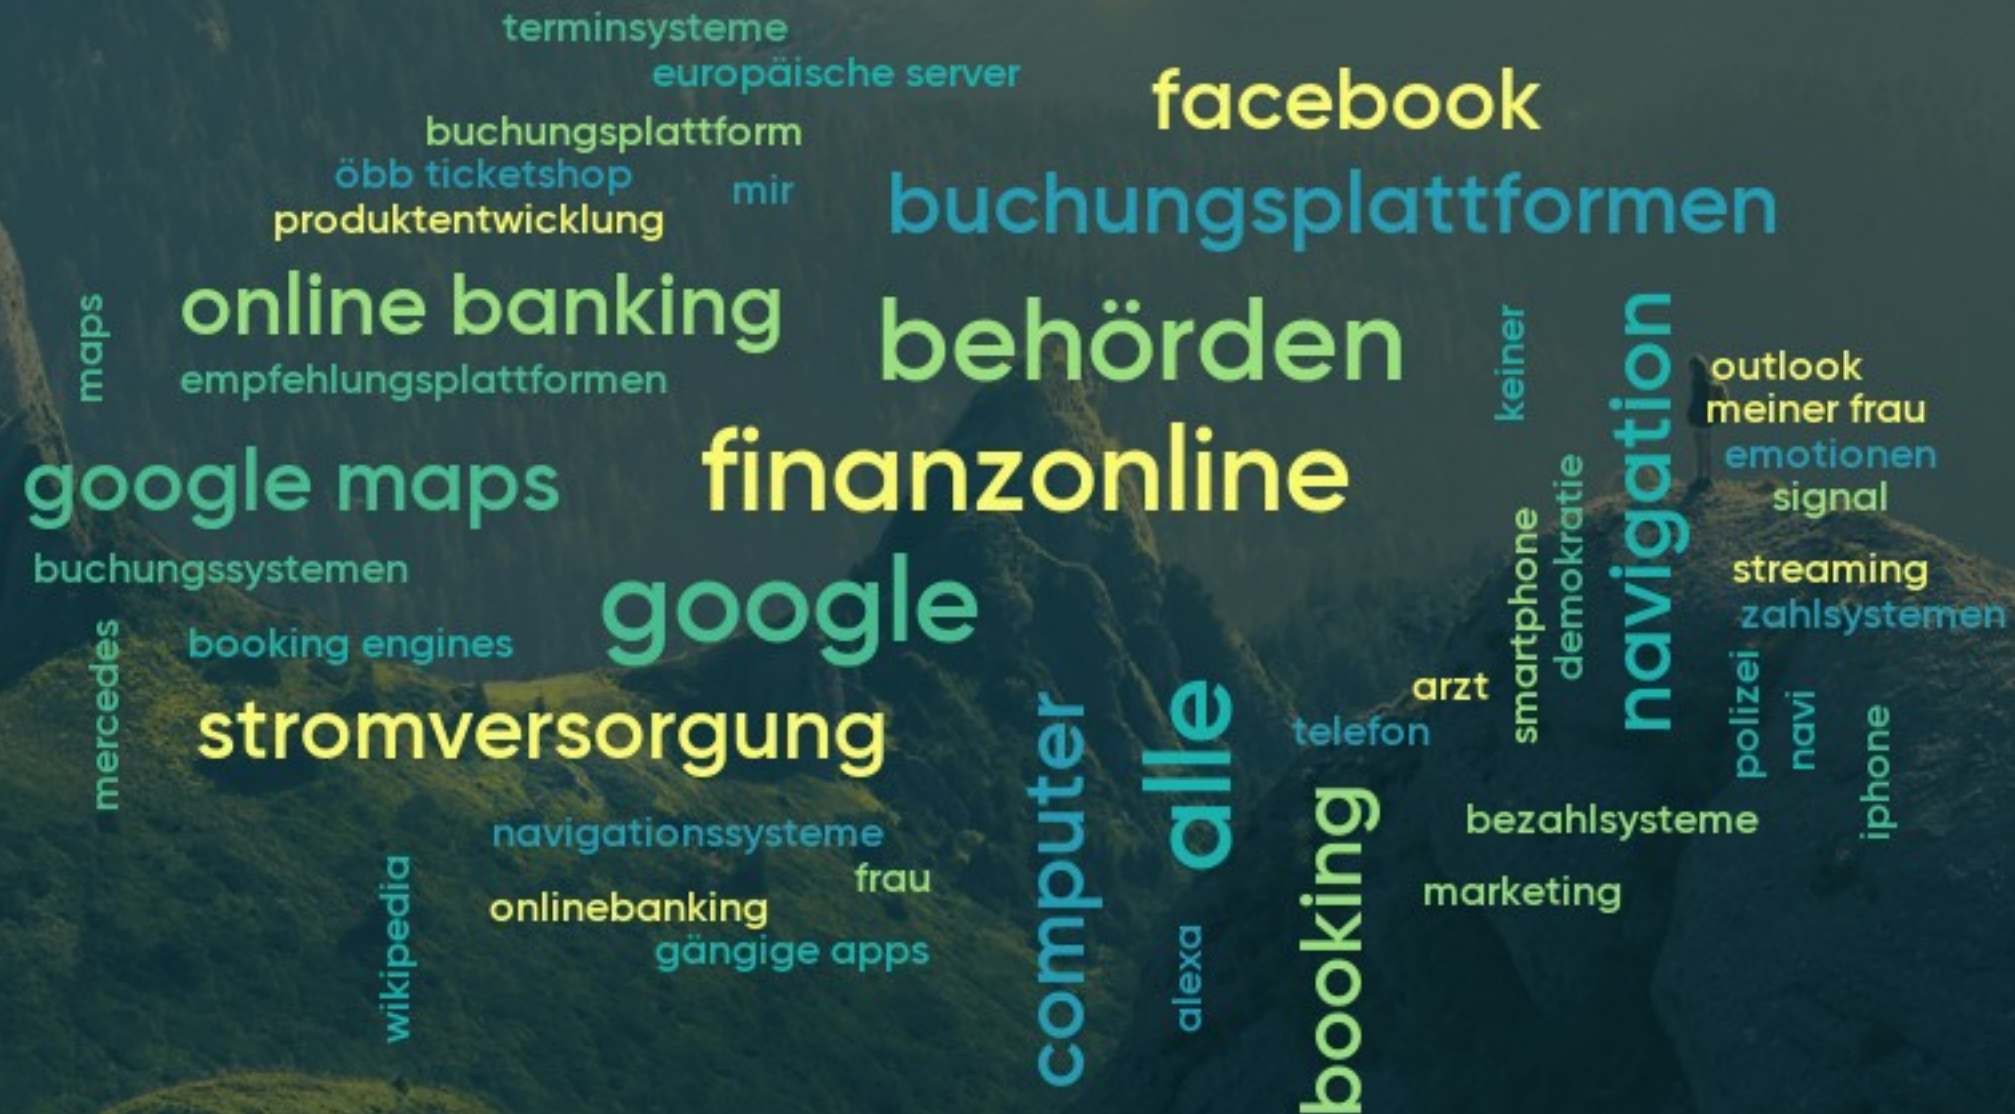 terminsysteme
europäische server
facebook
buchungsplattform
öbb ticketshop
mir
buchungsplattformen
produktentwicklung
maps
online banking
behörden
keiner
navigation
outlook
empfehlungsplattformen
meiner frau
google maps
finanzonline
emotionen
demokratie
signal
smartphone
buchungssystemen
google
streaming
zahlsystemen
mercedes
booking engines
arzt
polizei
navi
iphone
stromversorgung
computer
alle
telefon
booking
bezahlsysteme
navigationssysteme
wikipedia
frau
marketing
onlinebanking
gängige apps
alexa